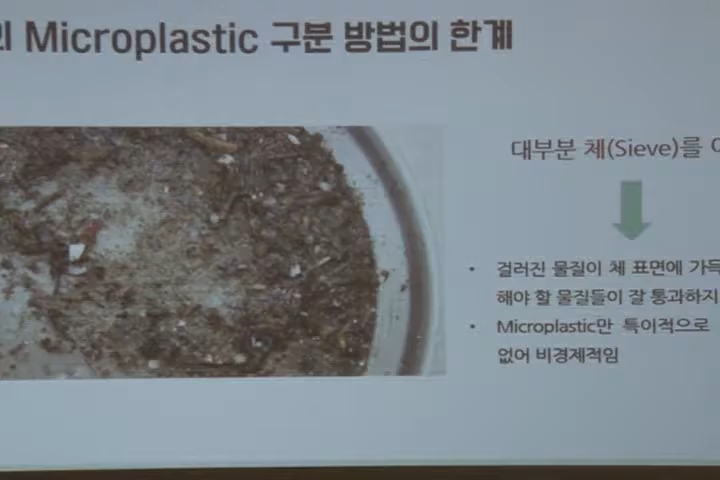 의 Microplastic 구분 방법의 한계
대부분 체(Sieve)를
걸러진 물질이 체 표면에 가득
해야 할 물질들이 잘 통과하지
Microplastic만 특이적으로
없어 비경제적임